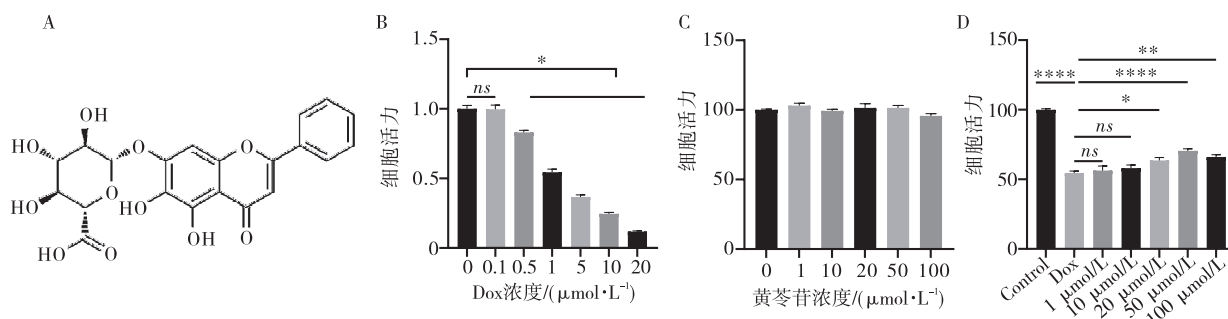 A
HO
OH
HO
HO
O
O
HO
O
HO
OH
O
O
B
细胞活力
1.5
1.0
0.5
0
*
ns
0 0.1 0.5 1 5 10 20
Dox浓度/(μmol·L⁻¹)
C
细胞活力
150
100
50
0
0 1 10 20 50 100
黄芩苷浓度/(μmol·L⁻¹)
D
细胞活力
150
100
50
0
**
**** ****
*
ns
ns
Control
Dox
1 μmol/L
10 μmol/L
20 μmol/L
50 μmol/L
100 μmol/L